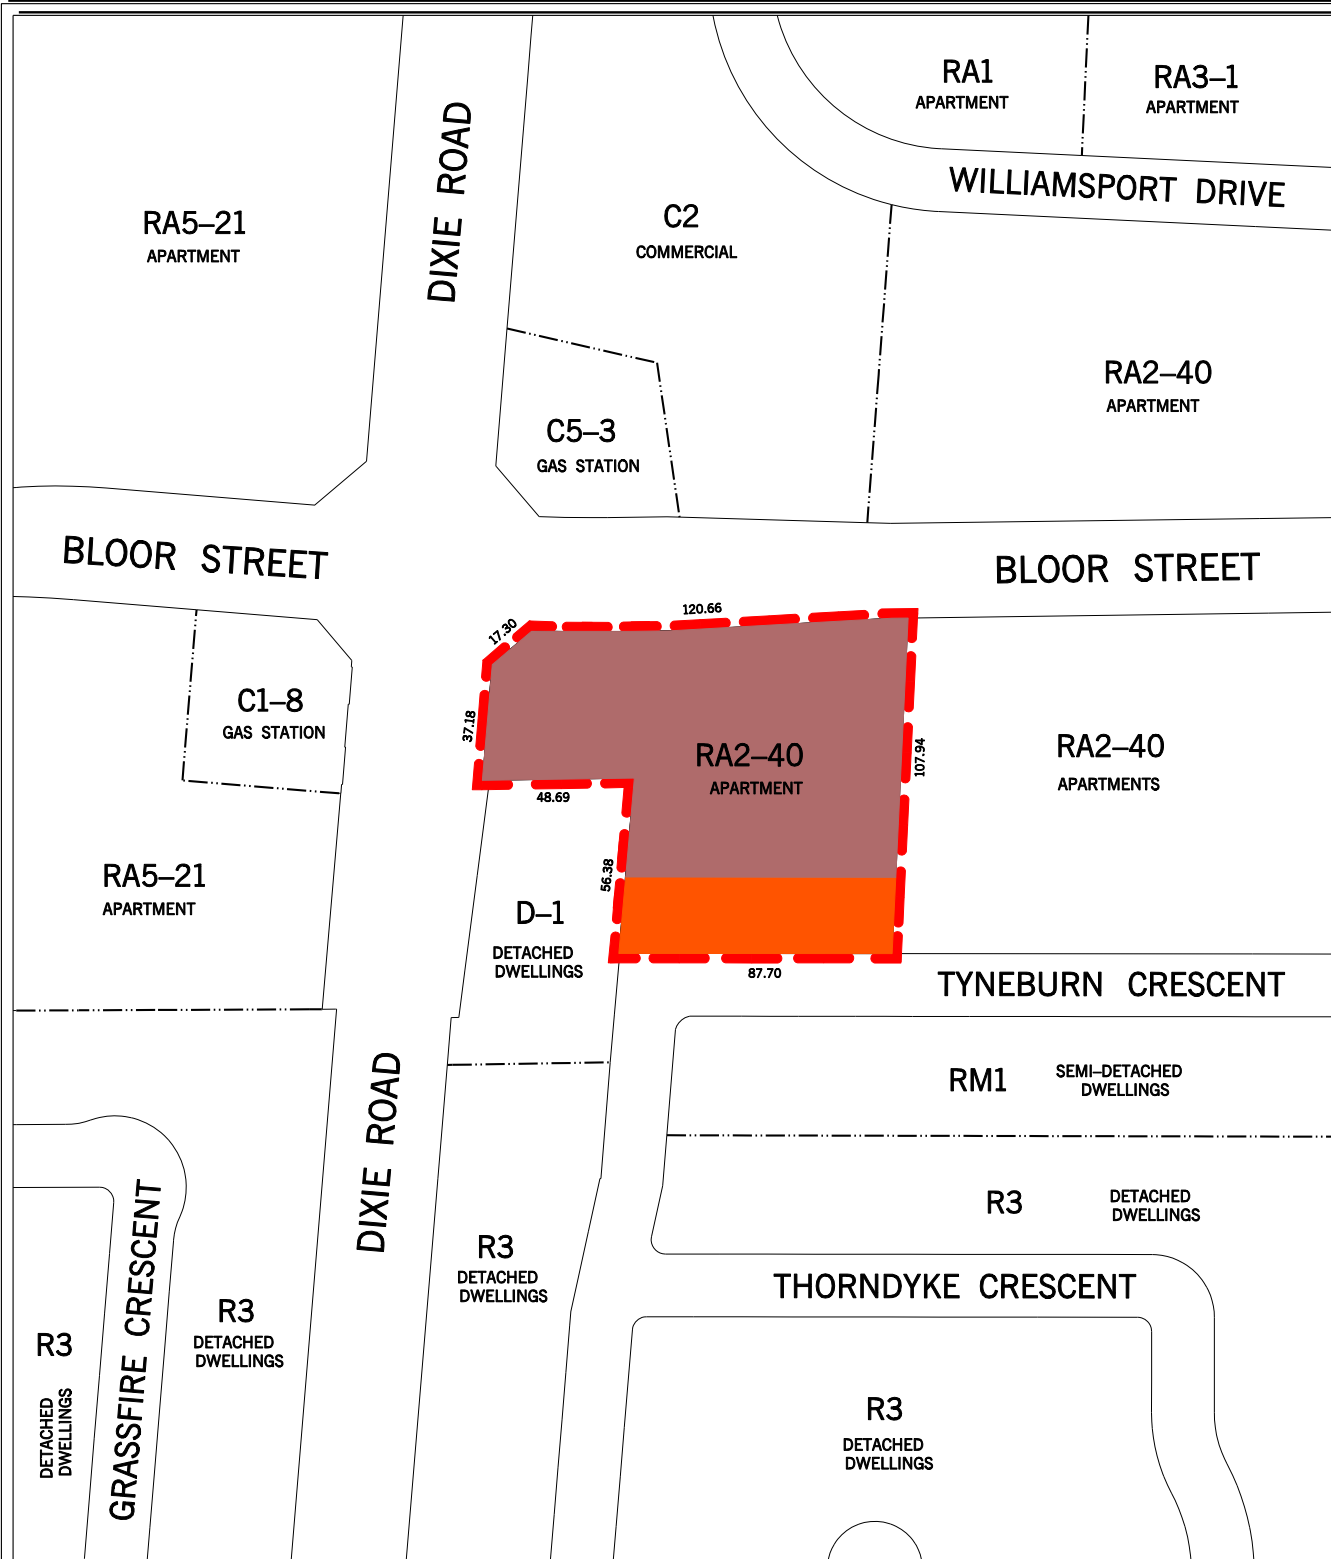 RA1
APARTMENT
RA3–1
APARTMENT
WILLIAMSPORT DRIVE
DIXIE ROAD
RA5–21
APARTMENT
C2
COMMERCIAL
RA2–40
APARTMENT
C5–3
GAS STATION
BLOOR STREET
BLOOR STREET
120.66
17.30
37.18
C1–8
GAS STATION
RA2–40
APARTMENT
107.94
RA2–40
APARTMENTS
48.69
56.38
RA5–21
APARTMENT
D–1
DETACHED
DWELLINGS
87.70
TYNEBURN CRESCENT
RM1
SEMI–DETACHED
DWELLINGS
DIXIE ROAD
R3
DETACHED
DWELLINGS
R3
DETACHED
DWELLINGS
THORNDYKE CRESCENT
GRASSFIRE CRESCENT
R3
DETACHED
DWELLINGS
R3
DETACHED
DWELLINGS
R3
DETACHED
DWELLINGS